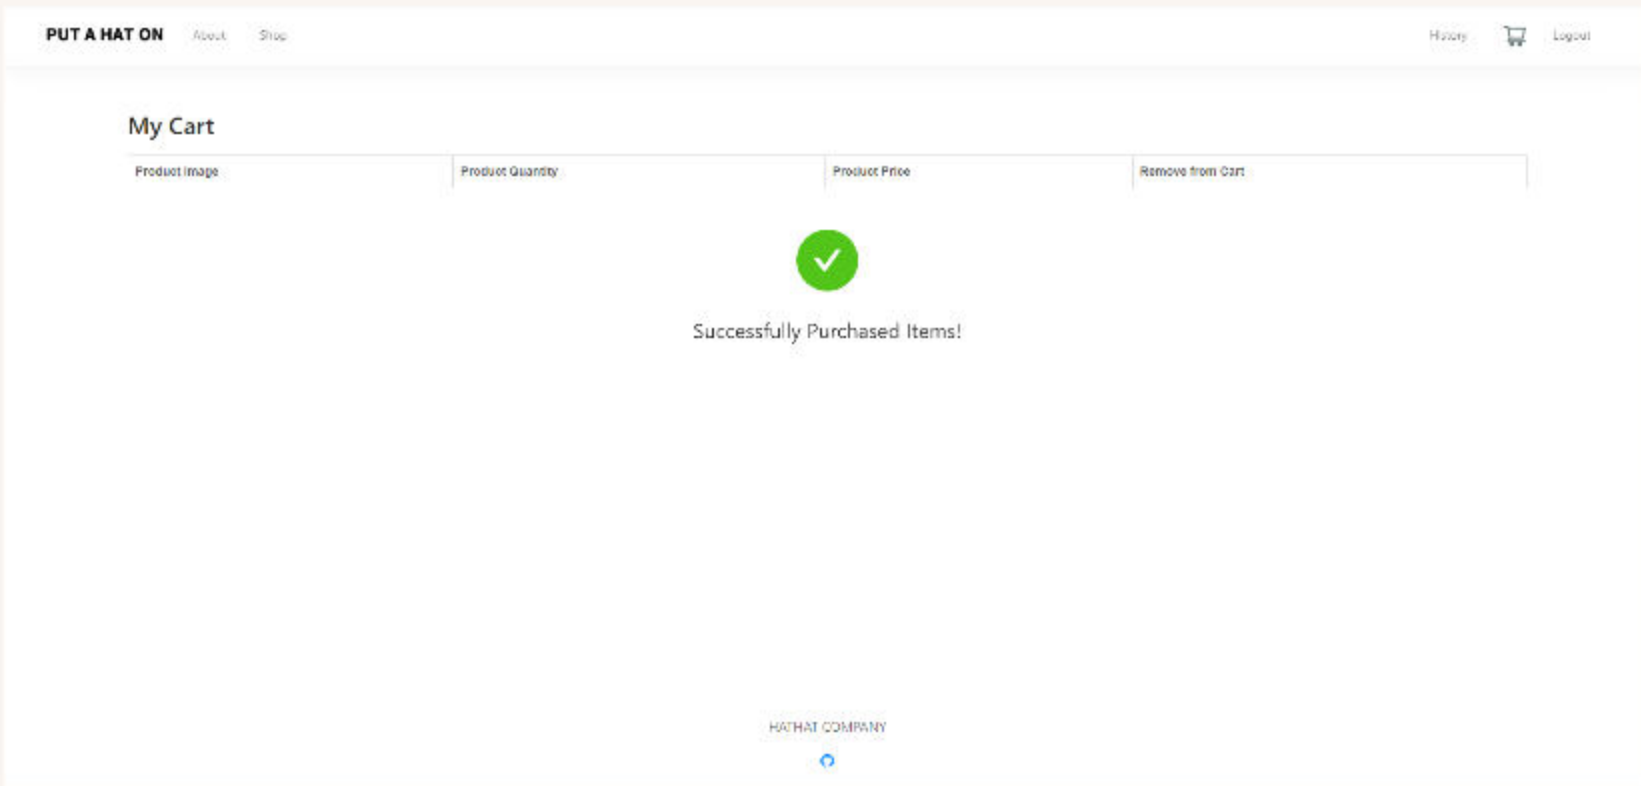 PUT A HAT ON About Shop History Logout
My Cart
Product Image Product Quantity Product Price Remove from Cart
Successfully Purchased Items!
HATHAT COMPANY